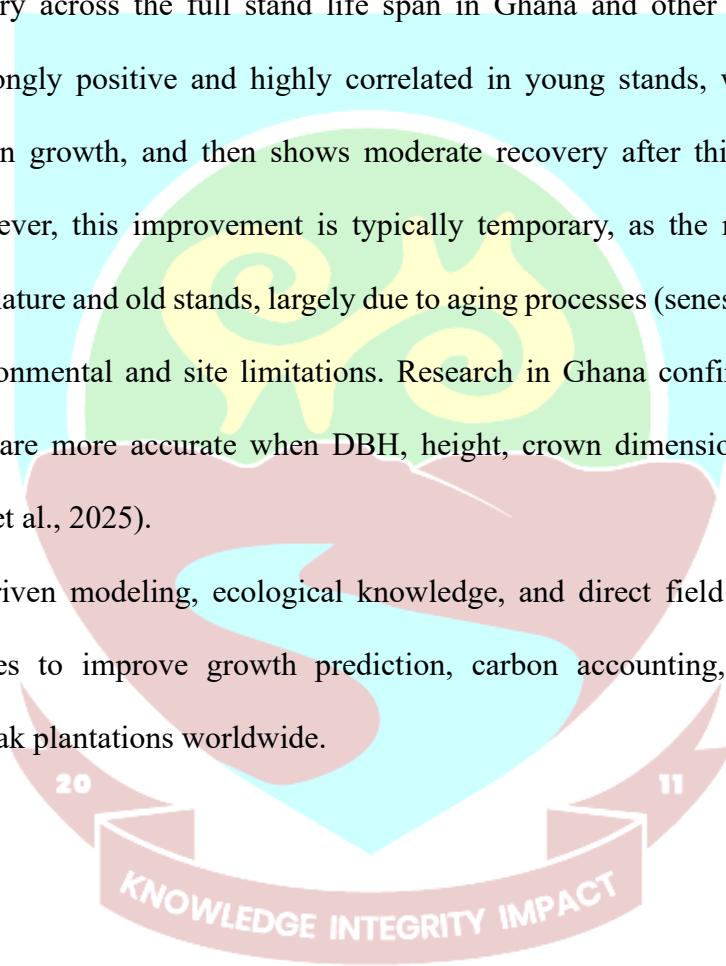 ry across the full stand life span in Ghana and other
ongly positive and highly correlated in young stands,
n growth, and then shows moderate recovery after thi
ever, this improvement is typically temporary, as the
nature and old stands, largely due to aging processes (senes
onmental and site limitations. Research in Ghana confi
are more accurate when DBH, height, crown dimensio
et al., 2025).
riven modeling, ecological knowledge, and direct field
es to improve growth prediction, carbon accounting,
ak plantations worldwide.
20 11
KNOWLEDGE INTEGRITY IMPACT